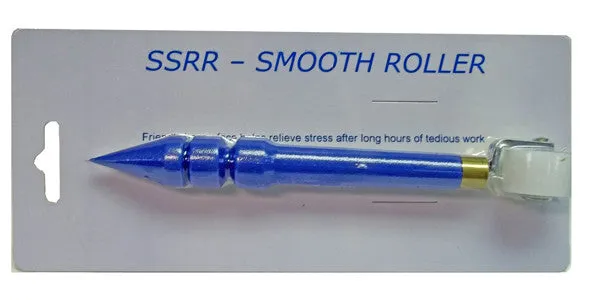 SSRR – SMOOTH ROLLER
relieve stress after long hours of tedious work